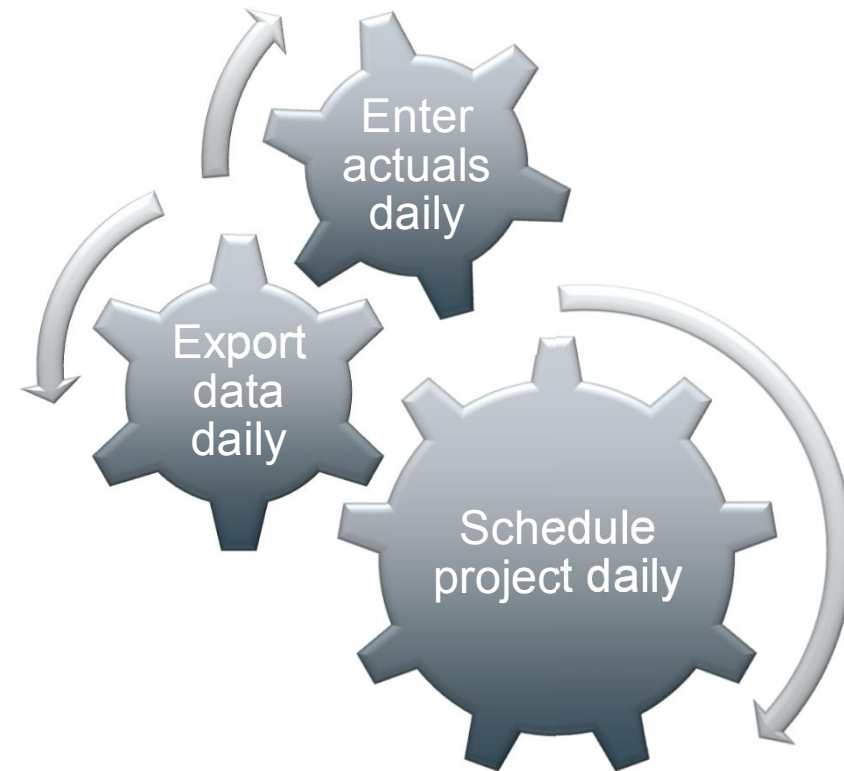 Enter
actuals
daily
Export
data
daily
Schedule
project daily